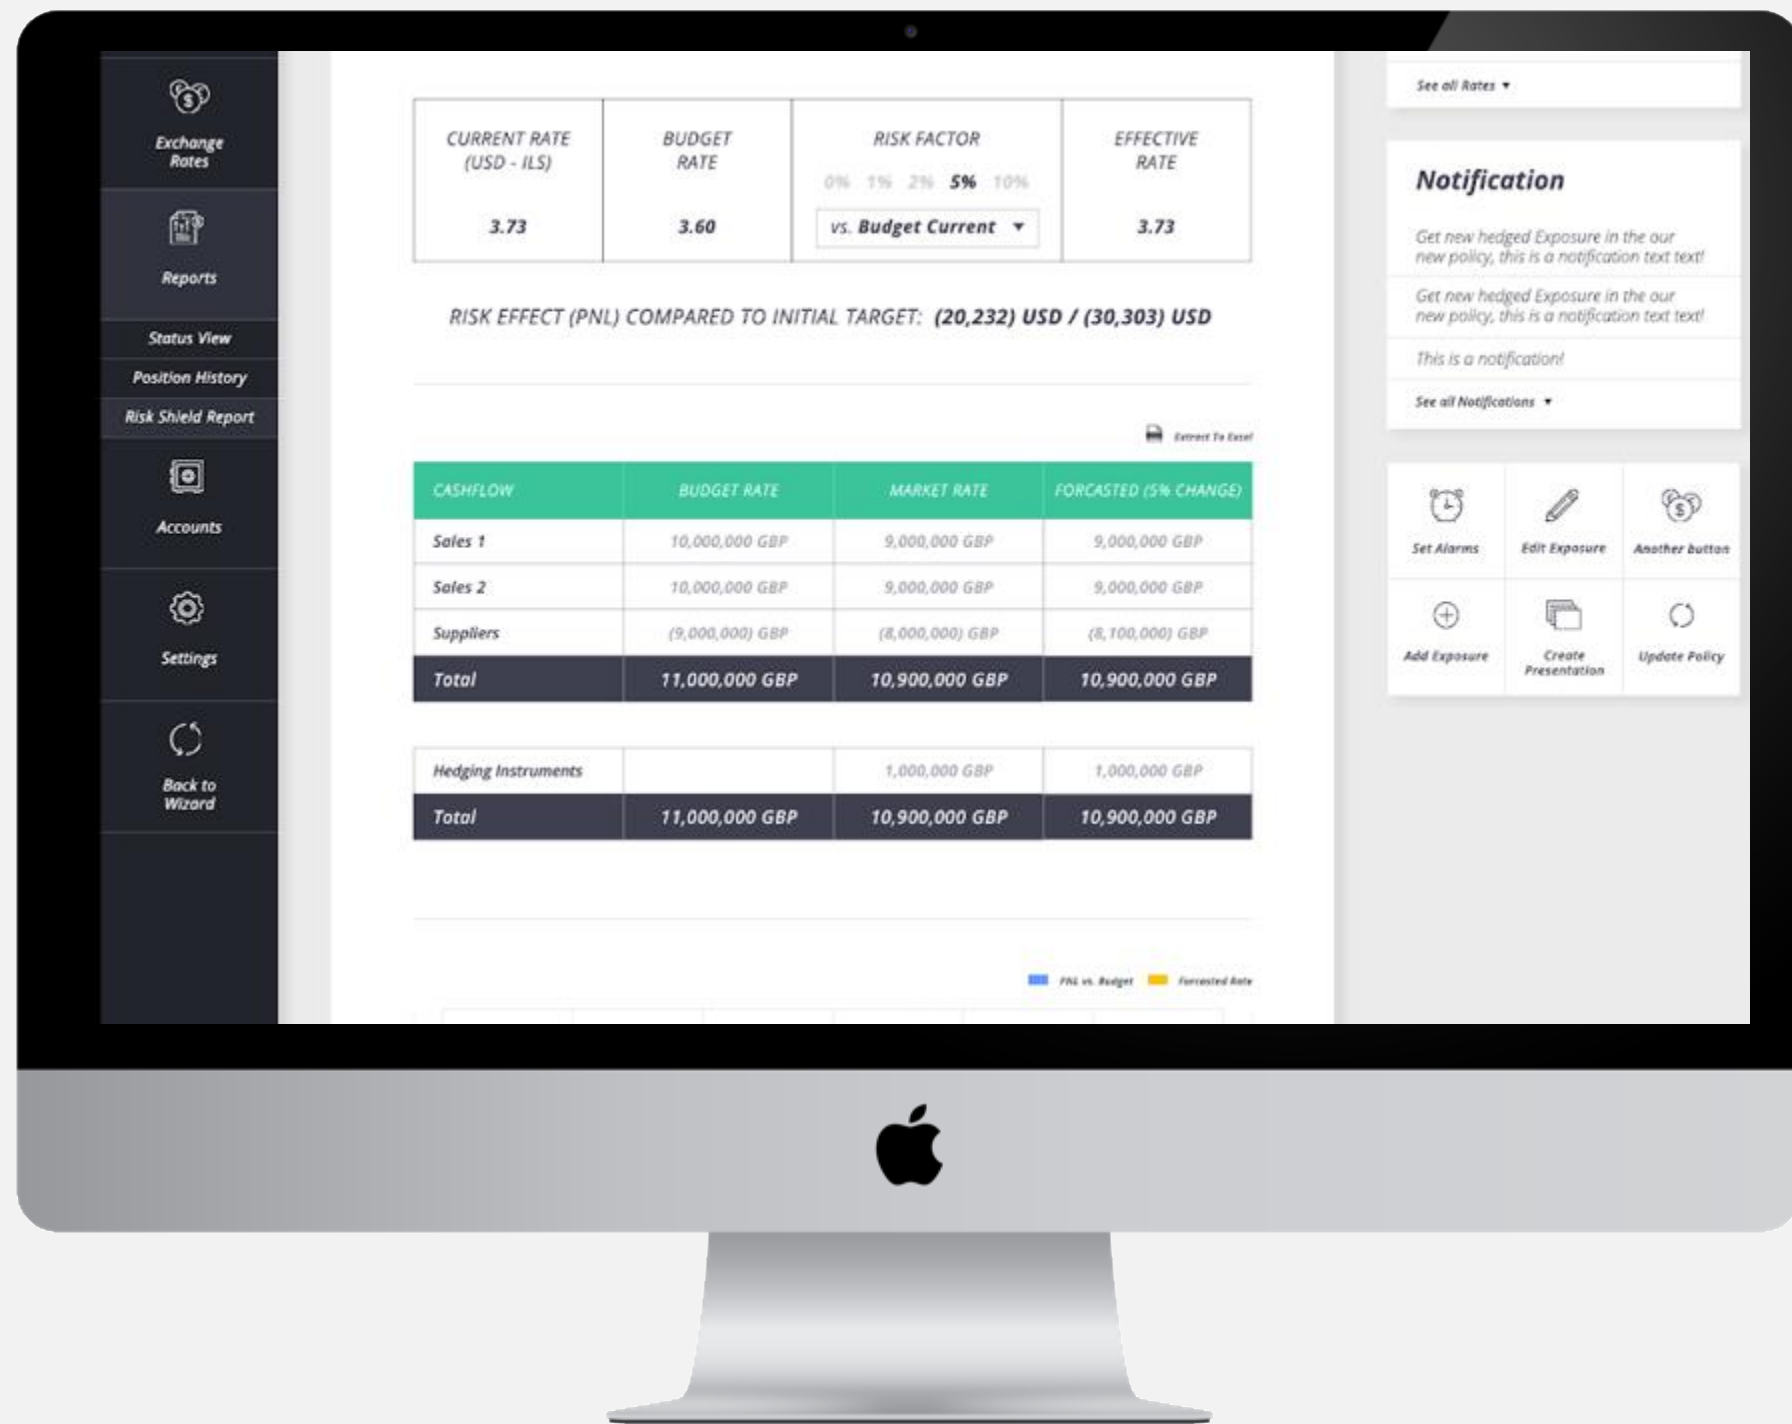 Exchange
Rates
Reports
Status View
Position History
Risk Shield Report
Accounts
Settings
Back to
Wizard
CURRENT RATE
(USD - ILS)
3.73
BUDGET
RATE
3.60
RISK FACTOR
0% 1% 2% 5% 10%
vs. Budget Current
EFFECTIVE
RATE
3.73
RISK EFFECT (PNL) COMPARED TO INITIAL TARGET: (20,232) USD / (30,303) USD
Extract To Excel
CASHFLOW BUDGET RATE MARKET RATE FORCASTED (5% CHANGE)
Sales 1 10,000,000 GBP 9,000,000 GBP 9,000,000 GBP
Sales 2 10,000,000 GBP 9,000,000 GBP 9,000,000 GBP
Suppliers (9,000,000) GBP (8,000,000) GBP (8,100,000) GBP
Total 11,000,000 GBP 10,900,000 GBP 10,900,000 GBP
Hedging Instruments 1,000,000 GBP 1,000,000 GBP
Total 11,000,000 GBP 10,900,000 GBP 10,900,000 GBP
PNL vs. Budget Forcasted Rate
See all Rates
Notification
Get new hedged Exposure in the our
new policy, this is a notification text text!
Get new hedged Exposure in the our
new policy, this is a notification text text!
This is a notification!
See all Notifications
Set Alarms
Edit Exposure
Another button
Add Exposure
Create
Presentation
Update Policy